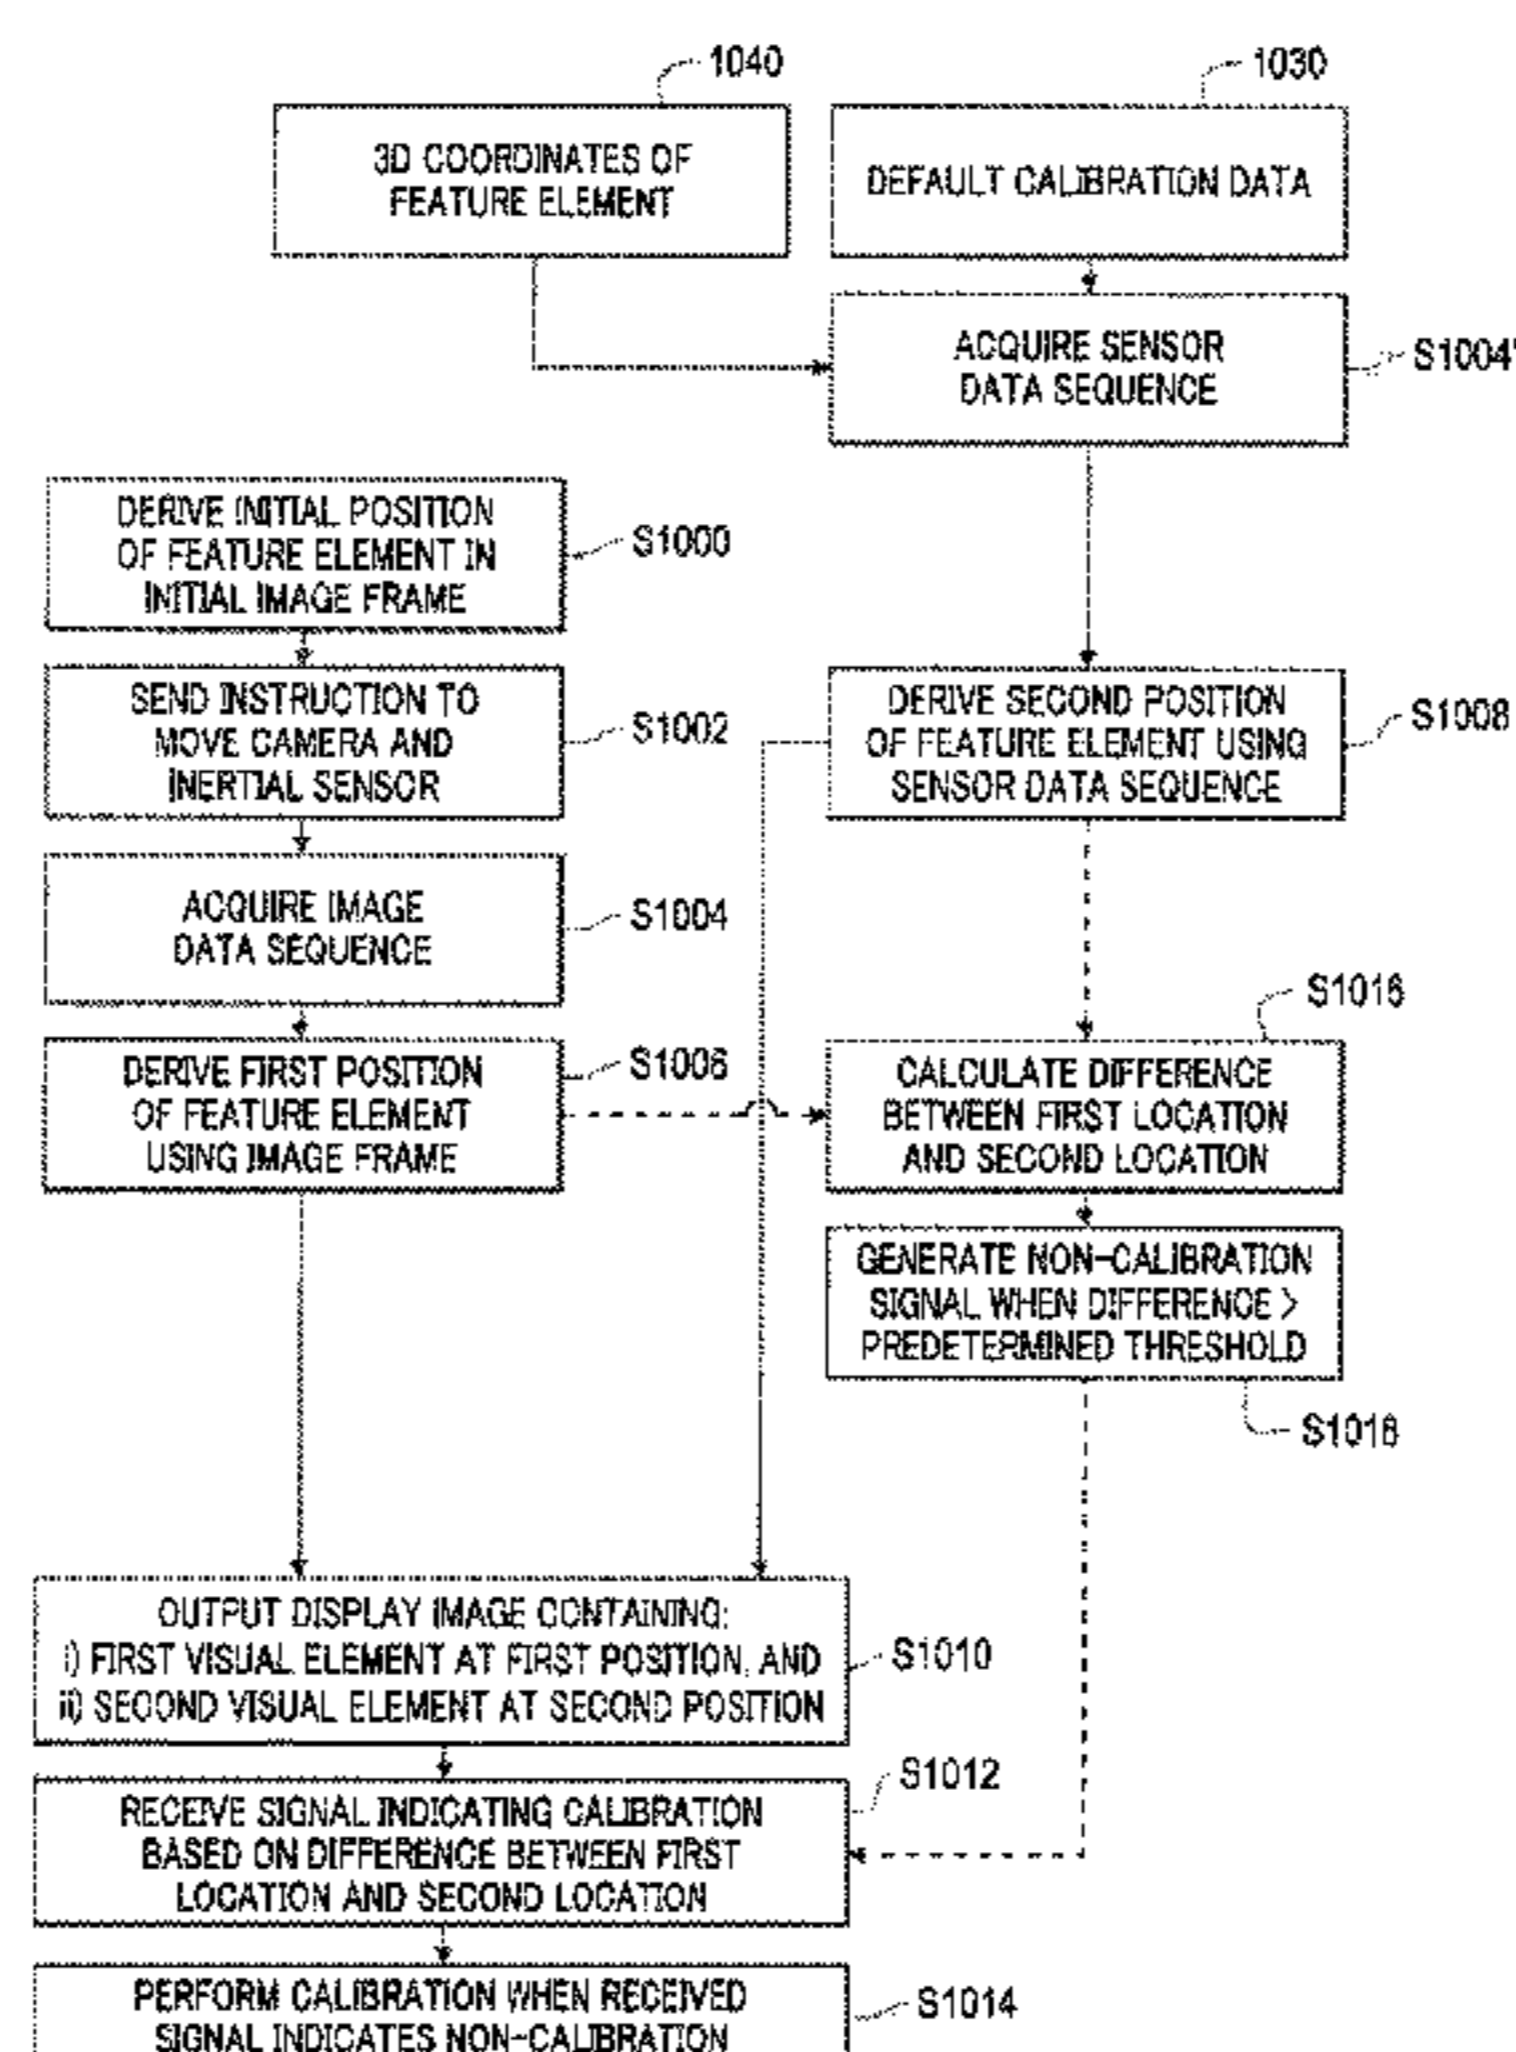 1040
3D COORDINATES OF
FEATURE ELEMENT
1030
DEFAULT CALIBRATION DATA
ACQUIRE SENSOR
DATA SEQUENCE
S1004'
DERIVE INITIAL POSITION
OF FEATURE ELEMENT IN
INITIAL IMAGE FRAME
S1000
SEND INSTRUCTION TO
MOVE CAMERA AND
INERTIAL SENSOR
S1002
DERIVE SECOND POSITION
OF FEATURE ELEMENT USING
SENSOR DATA SEQUENCE
S1008
ACQUIRE IMAGE
DATA SEQUENCE
S1004
DERIVE FIRST POSITION
OF FEATURE ELEMENT
USING IMAGE FRAME
S1006
S1016
CALCULATE DIFFERENCE
BETWEEN FIRST LOCATION
AND SECOND LOCATION
GENERATE NON-CALIBRATION
SIGNAL WHEN DIFFERENCE >
PREDETERMINED THRESHOLD
S1018
OUTPUT DISPLAY IMAGE CONTAINING:
i) FIRST VISUAL ELEMENT AT FIRST POSITION, AND
ii) SECOND VISUAL ELEMENT AT SECOND POSITION
S1010
RECEIVE SIGNAL INDICATING CALIBRATION
BASED ON DIFFERENCE BETWEEN FIRST
LOCATION AND SECOND LOCATION
S1012
PERFORM CALIBRATION WHEN RECEIVED
SIGNAL INDICATES NON-CALIBRATION
S1014